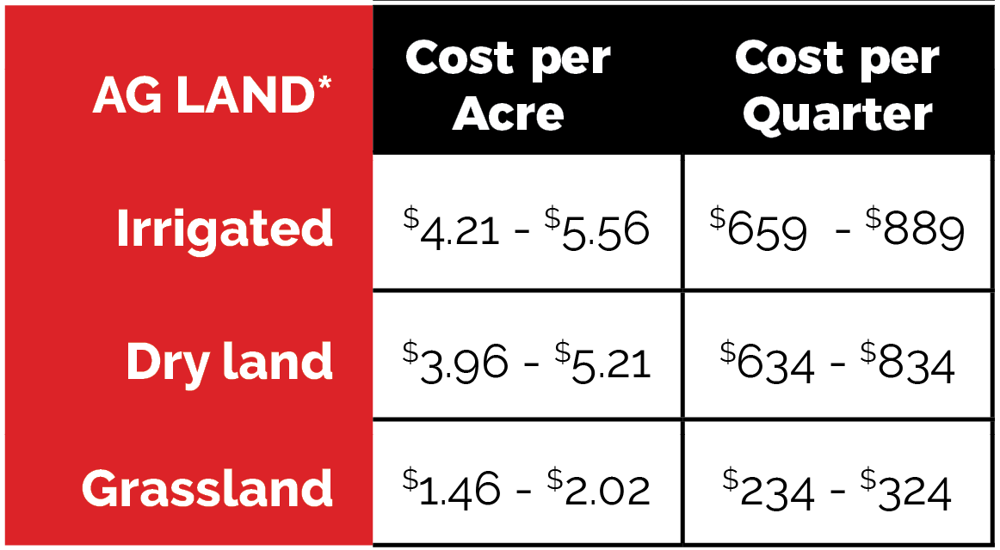 AG LAND*
Cost per
Acre
Cost per
Quarter
Irrigated $4.21 - $5.56 $659 - $889
Dry land $3.96 - $5.21 $634 - $834
Grassland $1.46 - $2.02 $234 - $324